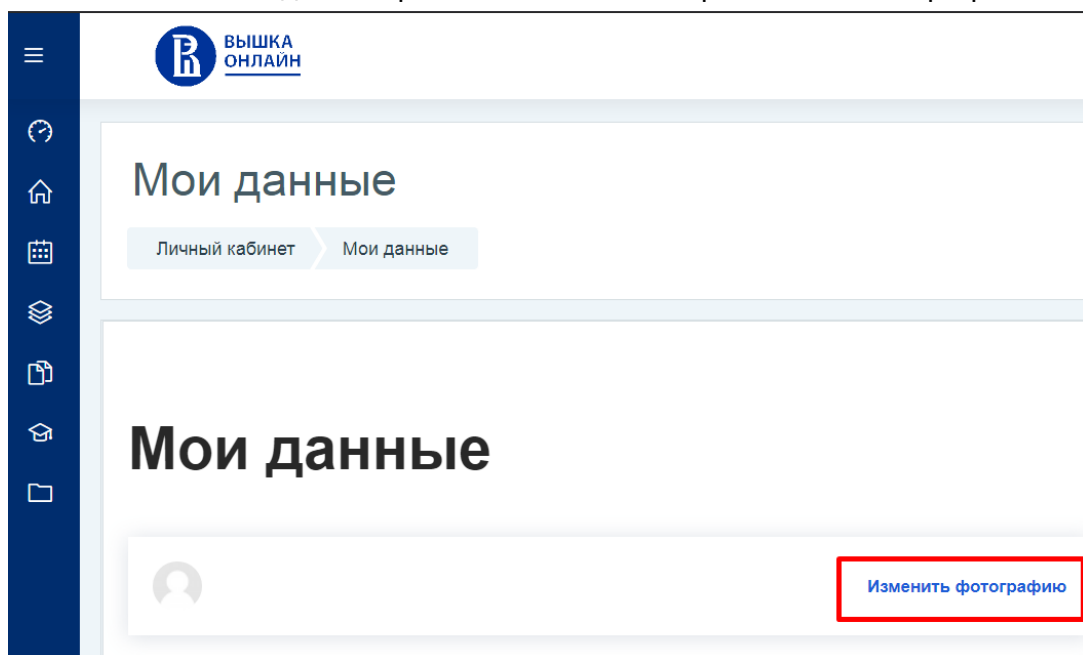 ВЫШКА
ОНЛАЙН
Мои данные
Личный кабинет
Мои данные
Мои данные
Изменить фотографию